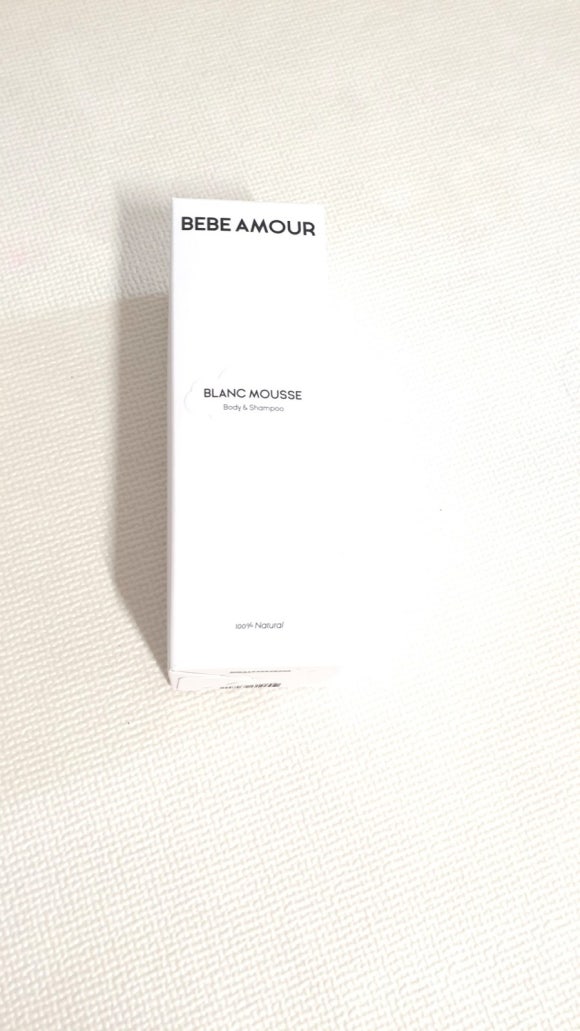 BEBE AMOUR
BLANC MOUSSE
Body & Shampoo
100% Natural